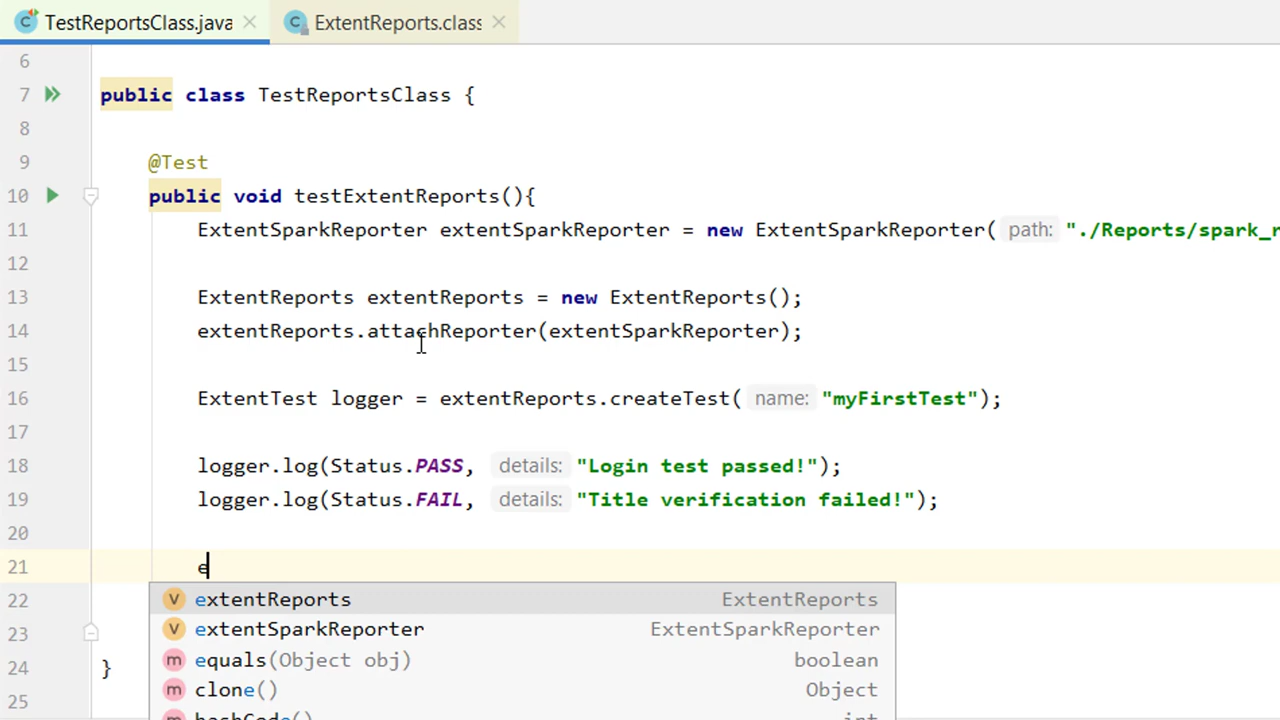 TestReportsClass.java ExtentReports.class
6
7 public class TestReportsClass {
8
9 @Test
10 public void testExtentReports(){
11 ExtentSparkReporter extentSparkReporter = new ExtentSparkReporter( path: "./Reports/spark_r
12
13 ExtentReports extentReports = new ExtentReports();
14 extentReports.attachReporter(extentSparkReporter);
15
16 ExtentTest logger = extentReports.createTest( name: "myFirstTest");
17
18 logger.log(Status.PASS, details: "Login test passed!");
19 logger.log(Status.FAIL, details: "Title verification failed!");
20
21 e
22 v extentReports ExtentReports
23 v extentSparkReporter ExtentSparkReporter
24 } m equals(Object obj) boolean
25 m clone() Object
m hashCode() int